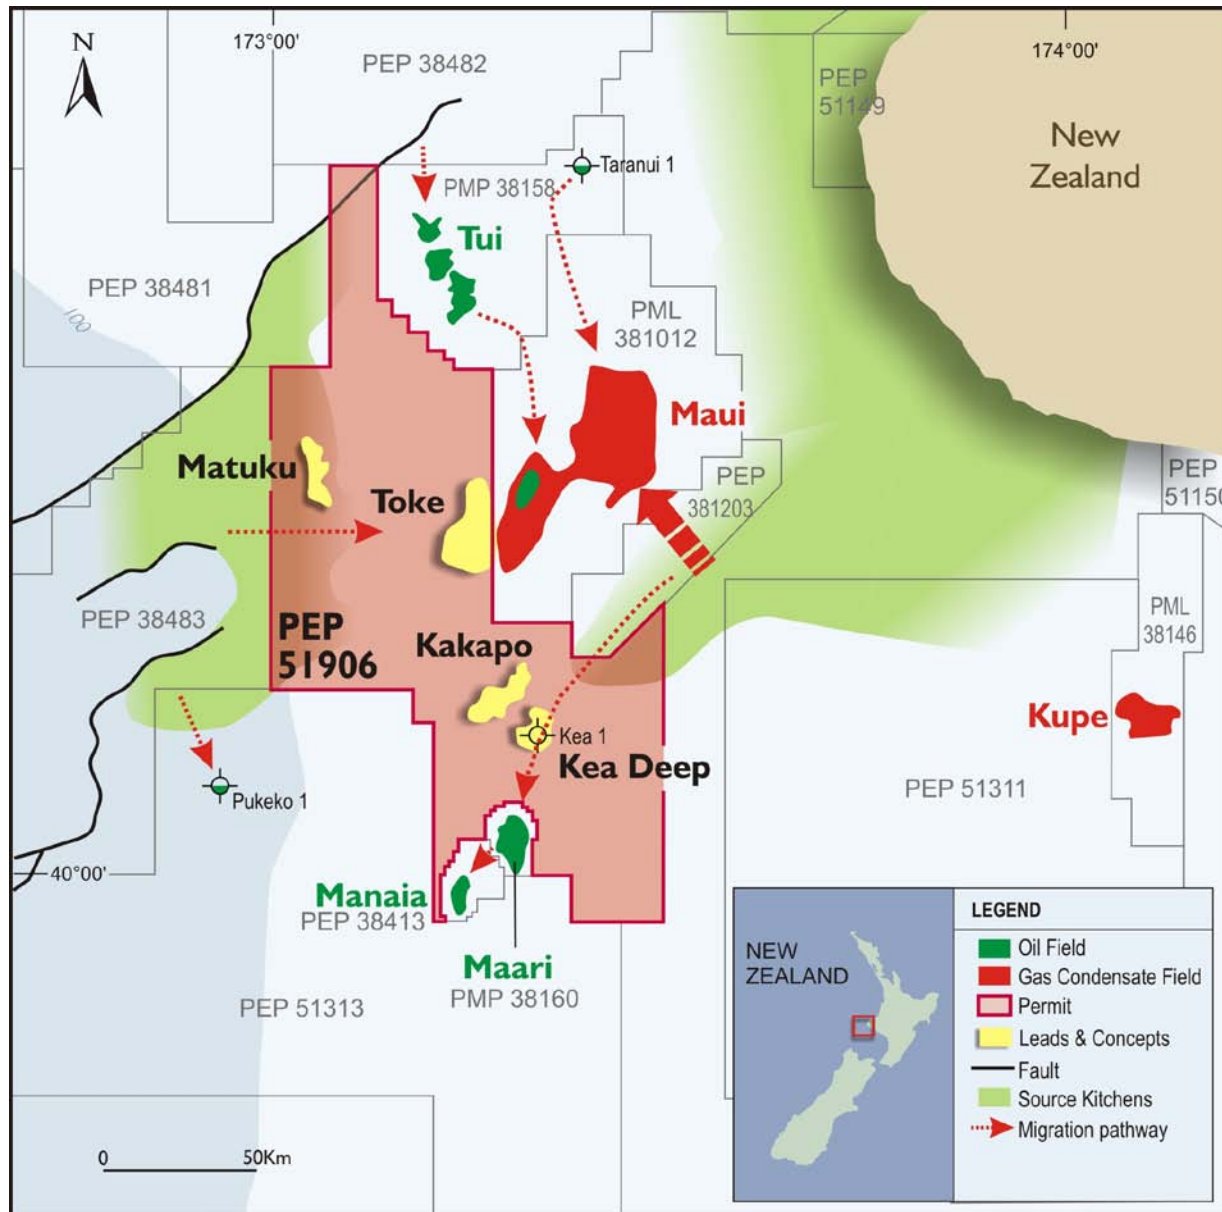 173°00'
174°00'
N
PEP 38482
PEP
51149
New
Zealand
Taranui 1
PMP 38158
Tui
PEP 38481
100
PML
381012
Maui
Matuku
Toke
PEP
381203
PEP
51150
PEP 38483
PEP
51906
Kakapo
PML
38146
Kea 1
Kea Deep
Kupe
Pukeko 1
PEP 51311
40°00'
Manaia
PEP 38413
Maari
PMP 38160
PEP 51313
NEW
ZEALAND
LEGEND
Oil Field
Gas Condensate Field
Permit
Leads & Concepts
Fault
Source Kitchens
Migration pathway
0 50Km